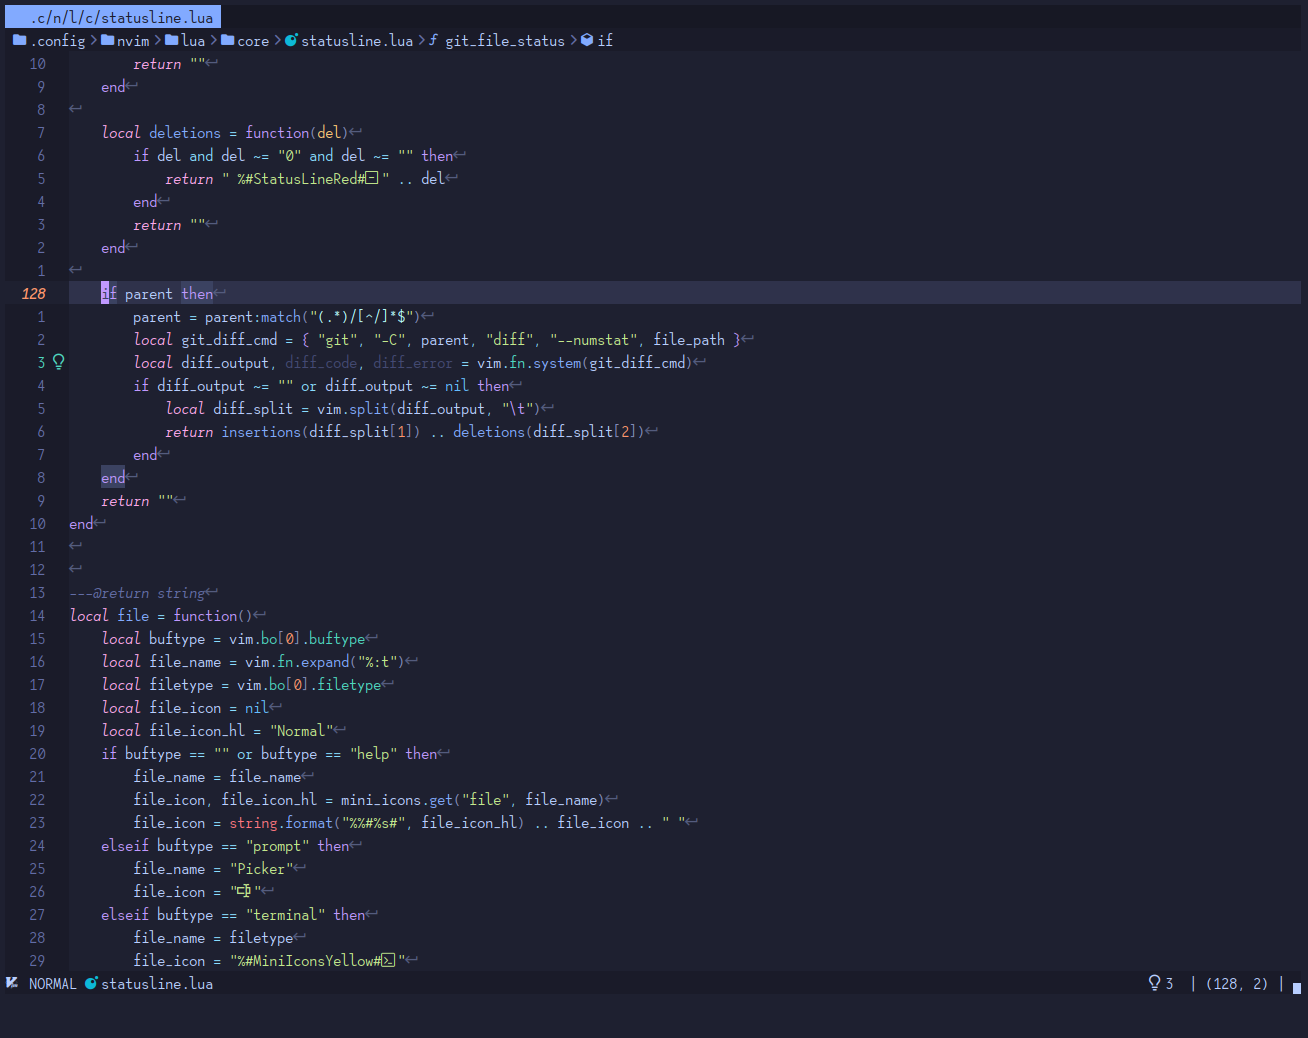 .c/n/l/c/statusline.lua
.config > nvim > lua > core > statusline.lua > f git_file_status > if
10         return ""↩
9     end↩
8 ↩
7     local deletions = function(del)↩
6         if del and del ~= "0" and del ~= "" then↩
5             return " %#StatusLineRed# " .. del↩
4         end↩
3         return ""↩
2     end↩
1 ↩
128     if parent then↩
1         parent = parent:match("(.*)/[^/]*$")↩
2         local git_diff_cmd = { "git", "-C", parent, "diff", "--numstat", file_path }↩
3         local diff_output, diff_code, diff_error = vim.fn.system(git_diff_cmd)↩
4         if diff_output ~= "" or diff_output ~= nil then↩
5             local diff_split = vim.split(diff_output, "\t")↩
6             return insertions(diff_split[1]) .. deletions(diff_split[2])↩
7         end↩
8     end↩
9     return ""↩
10 end↩
11 ↩
12 ↩
13 ---@return string↩
14 local file = function()↩
15     local buftype = vim.bo[0].buftype↩
16     local file_name = vim.fn.expand("%:t")↩
17     local filetype = vim.bo[0].filetype↩
18     local file_icon = nil↩
19     local file_icon_hl = "Normal"↩
20     if buftype == "" or buftype == "help" then↩
21         file_name = file_name↩
22         file_icon, file_icon_hl = mini_icons.get("file", file_name)↩
23         file_icon = string.format("%%#%s#", file_icon_hl) .. file_icon .. " "↩
24     elseif buftype == "prompt" then↩
25         file_name = "Picker"↩
26         file_icon = " "↩
27     elseif buftype == "terminal" then↩
28         file_name = filetype↩
29         file_icon = "%#MiniIconsYellow# "↩
NORMAL statusline.lua 3 | (128, 2) |